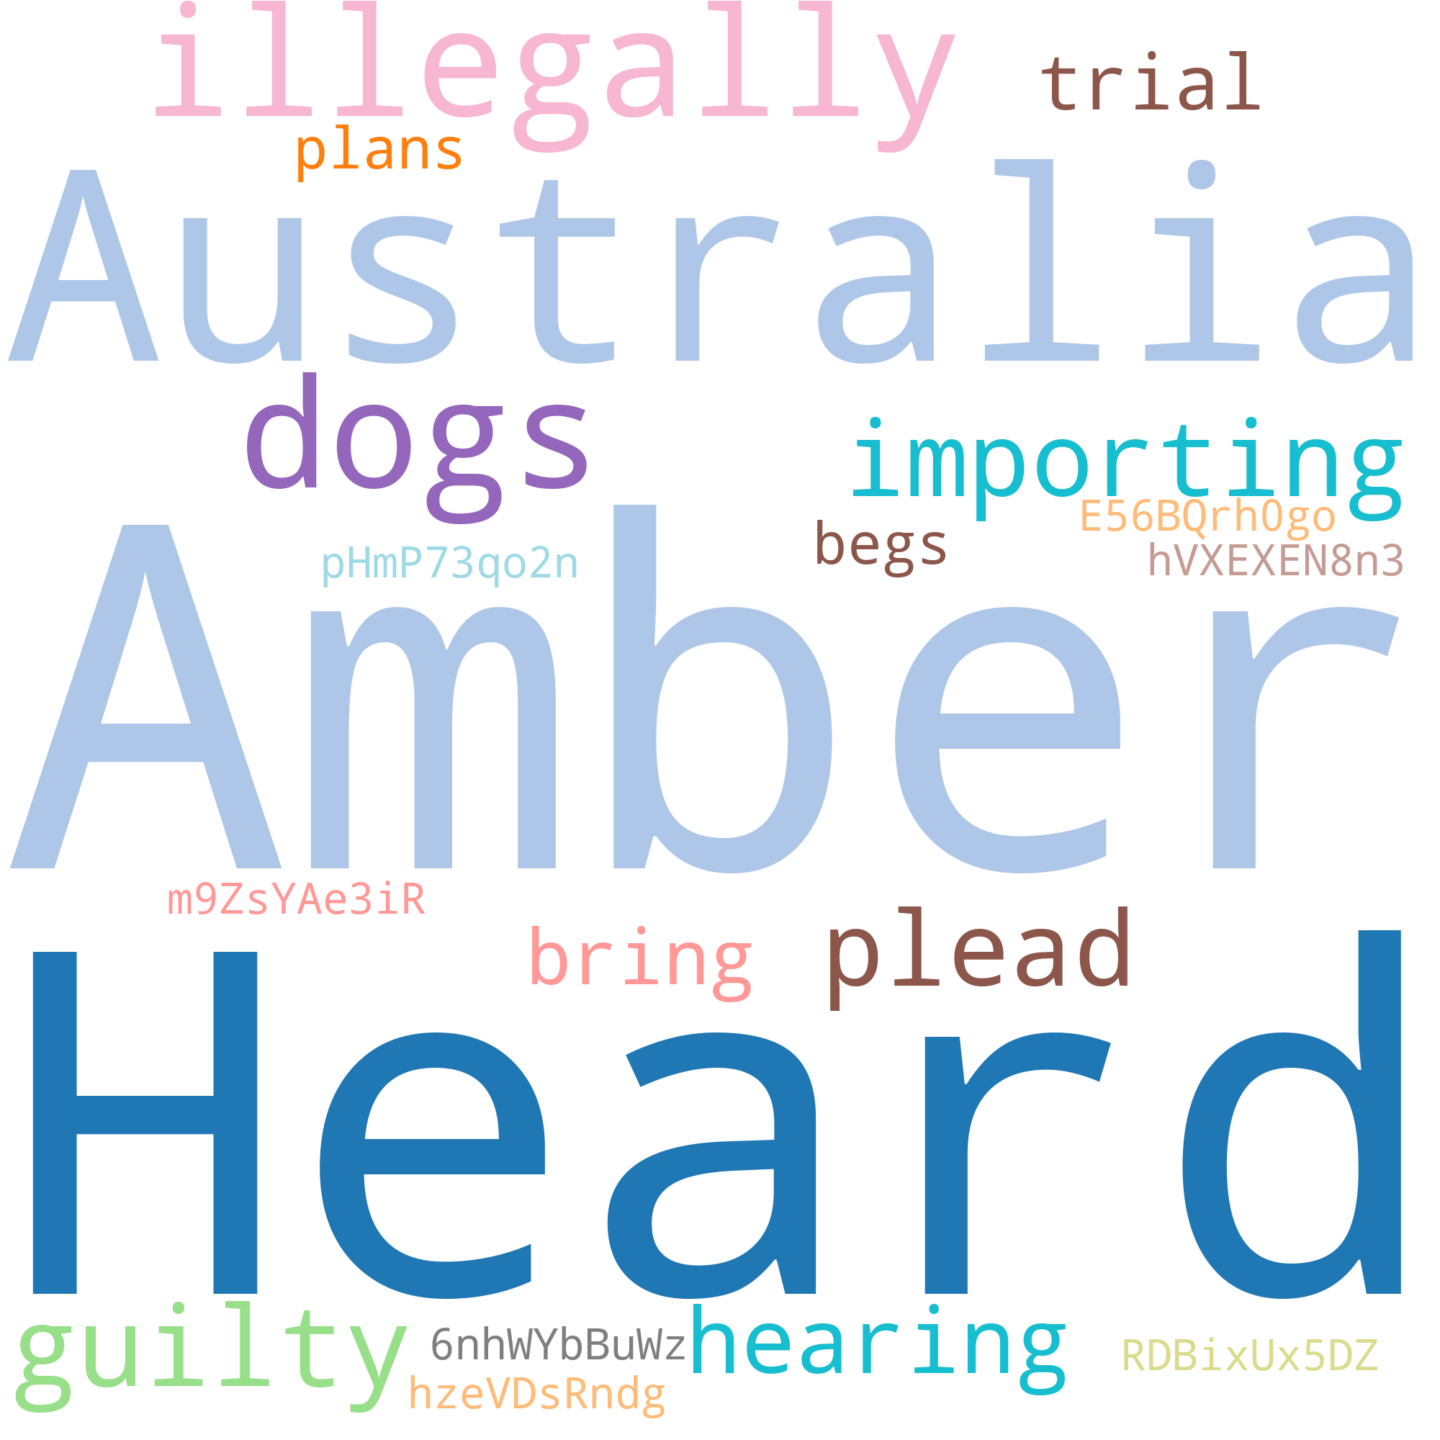 illegally
trial
plans
Australia
dogs
importing
E56BQrh0go
begs
hVXEXEN8n3
pHmP73qo2n
Amber
m9ZsYAe3iR
bring
plead
Heard
guilty
6nhWYbBuWz
hearing
RDBixUx5DZ
hzeVDsRndg